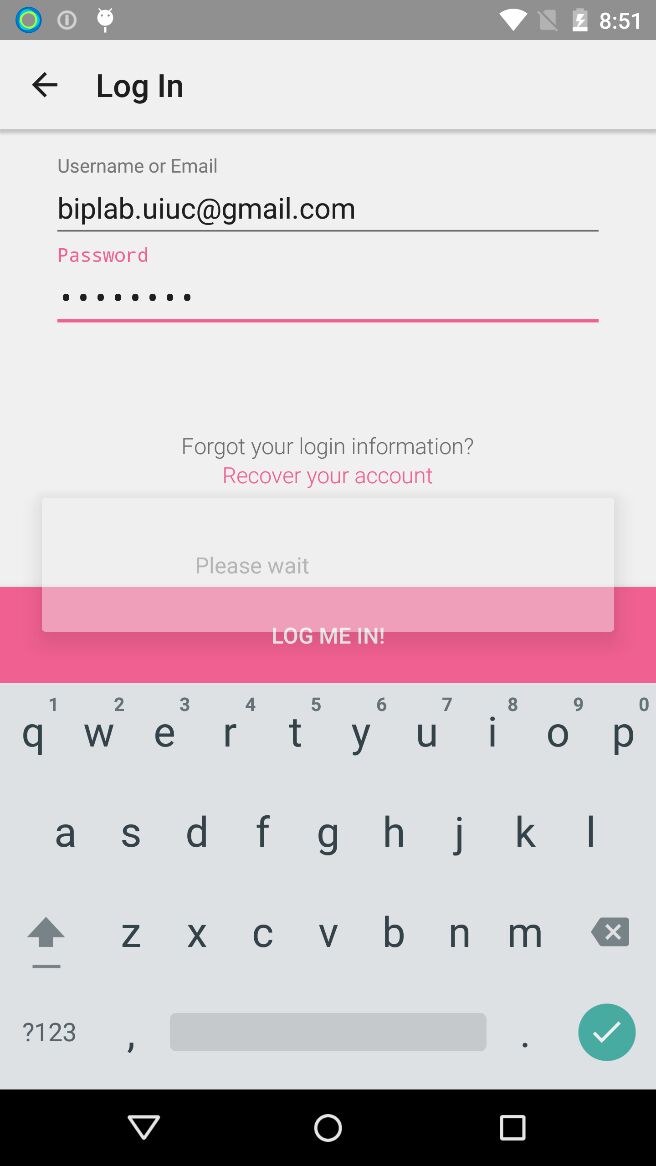 8:51
Log In
Username or Email
biplab.uiuc@gmail.com
Password
••••••••
Forgot your login information?
Recover your account
Please wait
LOG ME IN!
1 2 3 4 5 6 7 8 9 0
q w e r t y u i o p
a s d f g h j k l
z x c v b n m
?123 , .